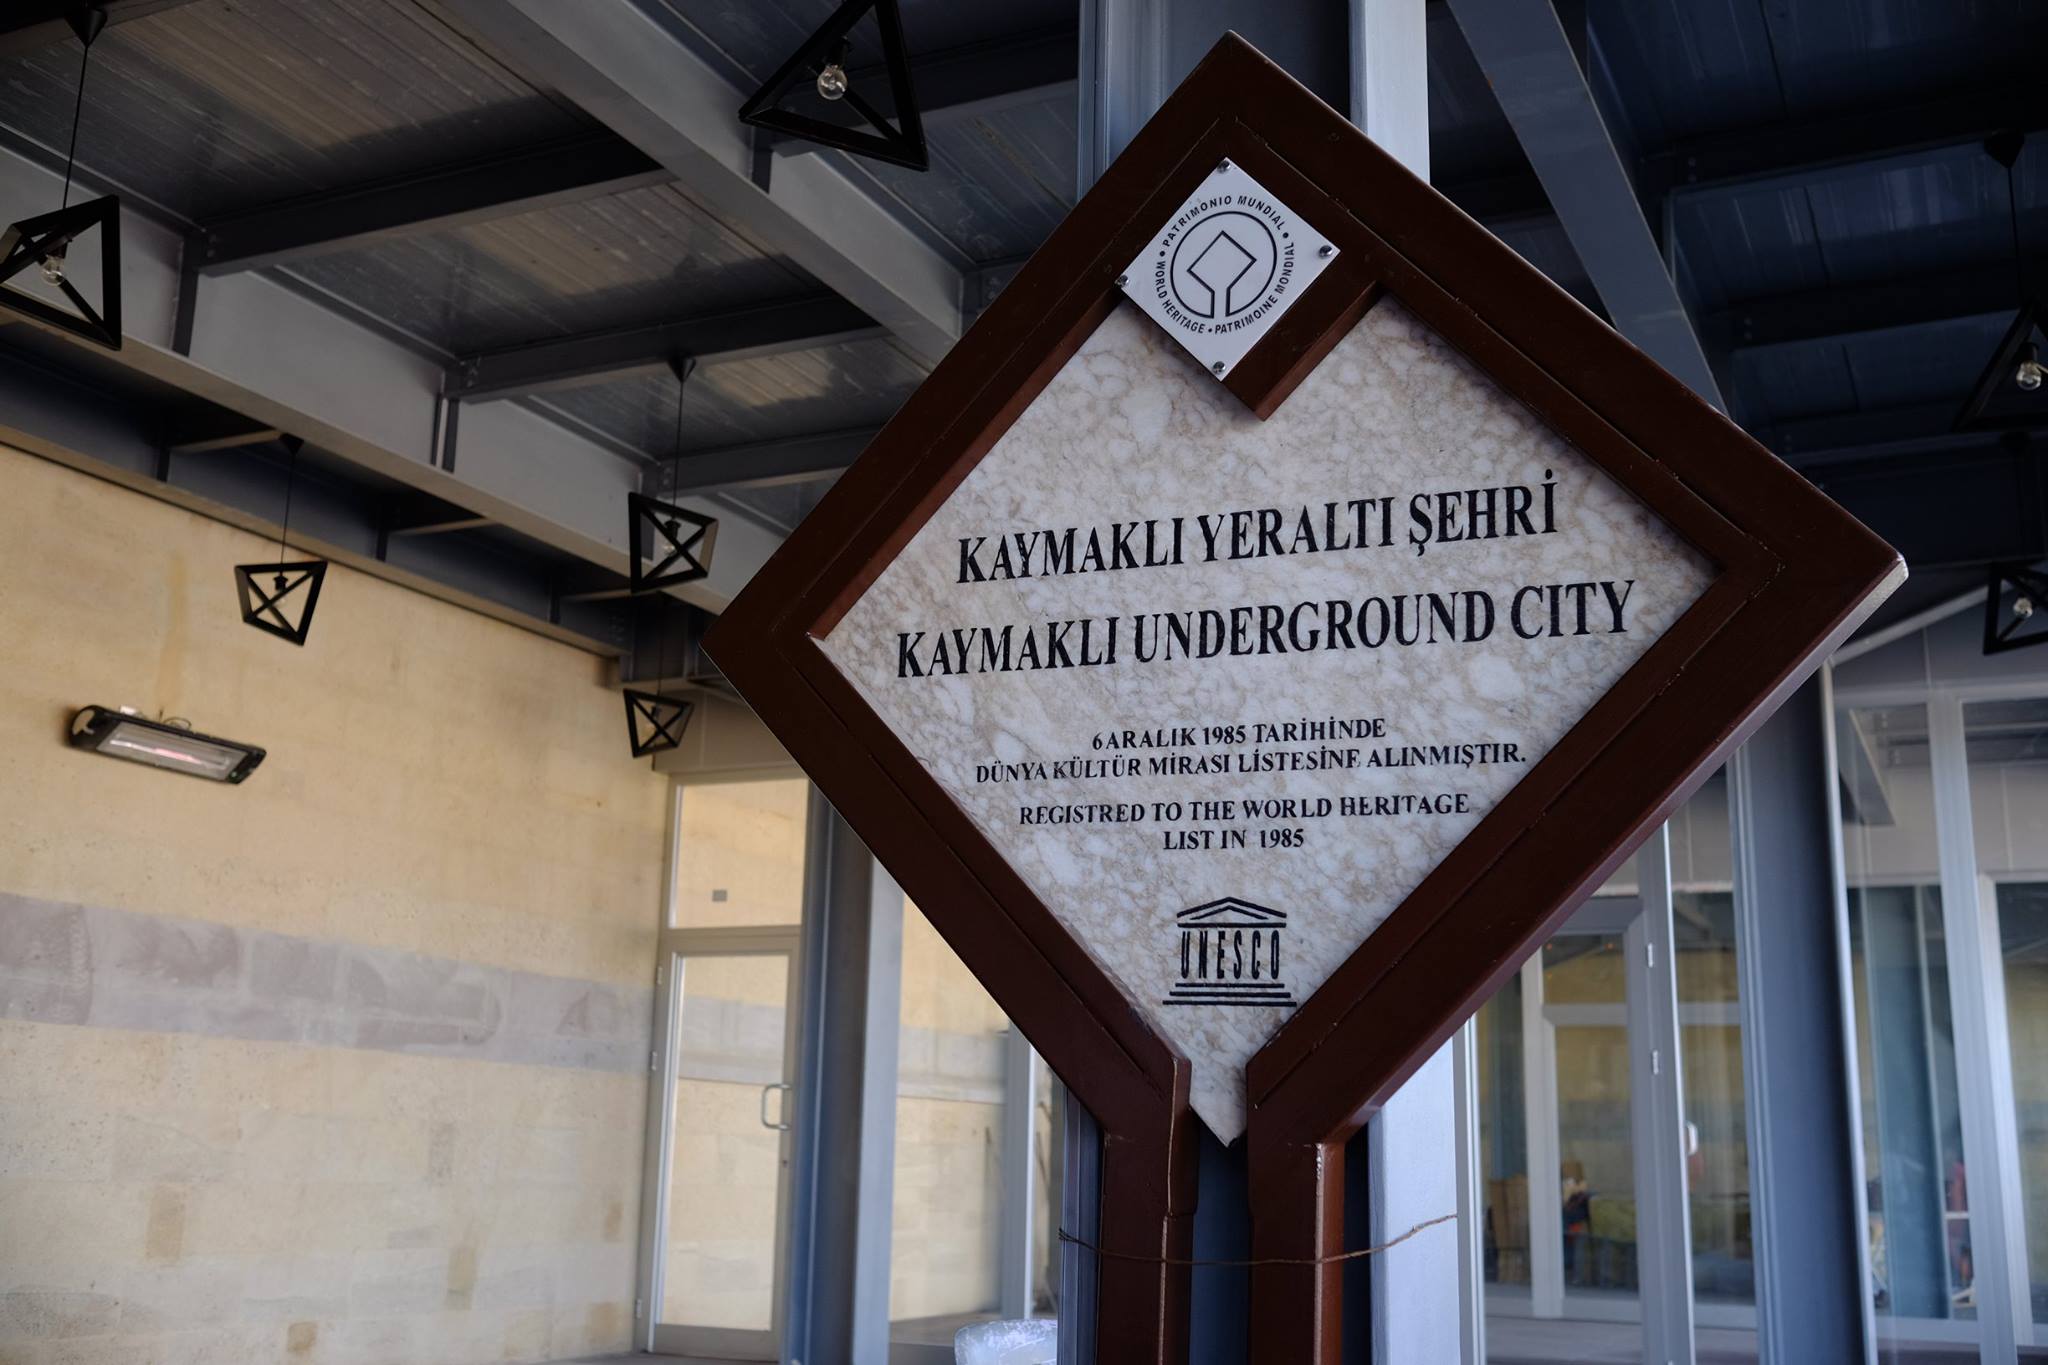 • PATRIMONIO MUNDIAL •
• WORLD HERITAGE • PATRIMOINE MONDIAL
KAYMAKLI YERALTI ŞEHRİ
KAYMAKLI UNDERGROUND CITY
6 ARALIK 1985 TARİHİNDE
DÜNYA KÜLTÜR MİRASI LİSTESİNE ALINMIŞTIR.
REGISTRED TO THE WORLD HERITAGE
LIST IN 1985
UNESCO